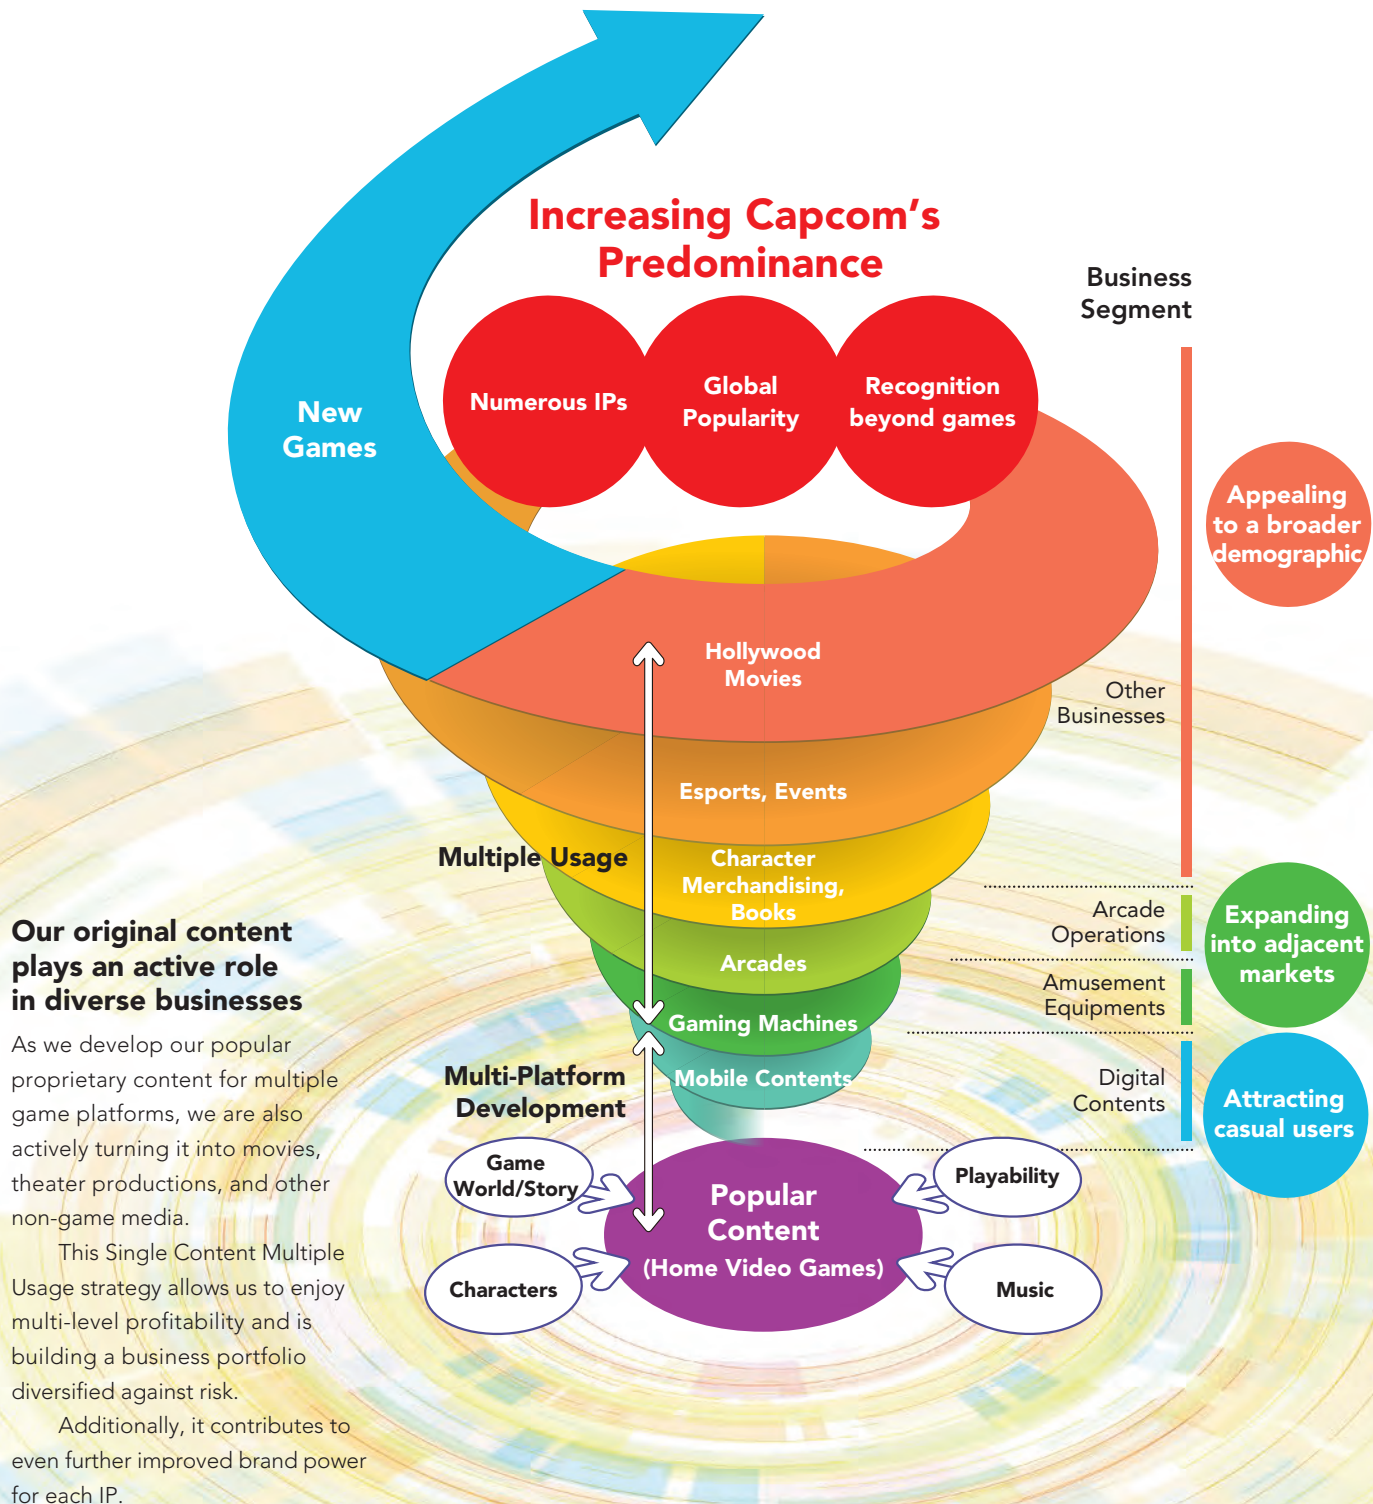 Increasing Capcom's
Predominance
Business
Segment
Numerous IPs
Global
Popularity
Recognition
beyond games
New
Games
Appealing
to a broader
demographic
Hollywood
Movies
Other
Businesses
Esports, Events
Multiple Usage
Character
Merchandising,
Books
Arcade
Operations
Expanding
into adjacent
markets
Arcades
Amusement
Equipments
Gaming Machines
Multi-Platform
Development
Mobile Contents
Digital
Contents
Attracting
casual users
Game
World/Story
Playability
Popular
Content
(Home Video Games)
Characters
Music
Our original content
plays an active role
in diverse businesses
As we develop our popular
proprietary content for multiple
game platforms, we are also
actively turning it into movies,
theater productions, and other
non-game media.
This Single Content Multiple
Usage strategy allows us to enjoy
multi-level profitability and is
building a business portfolio
diversified against risk.
Additionally, it contributes to
even further improved brand power
for each IP.